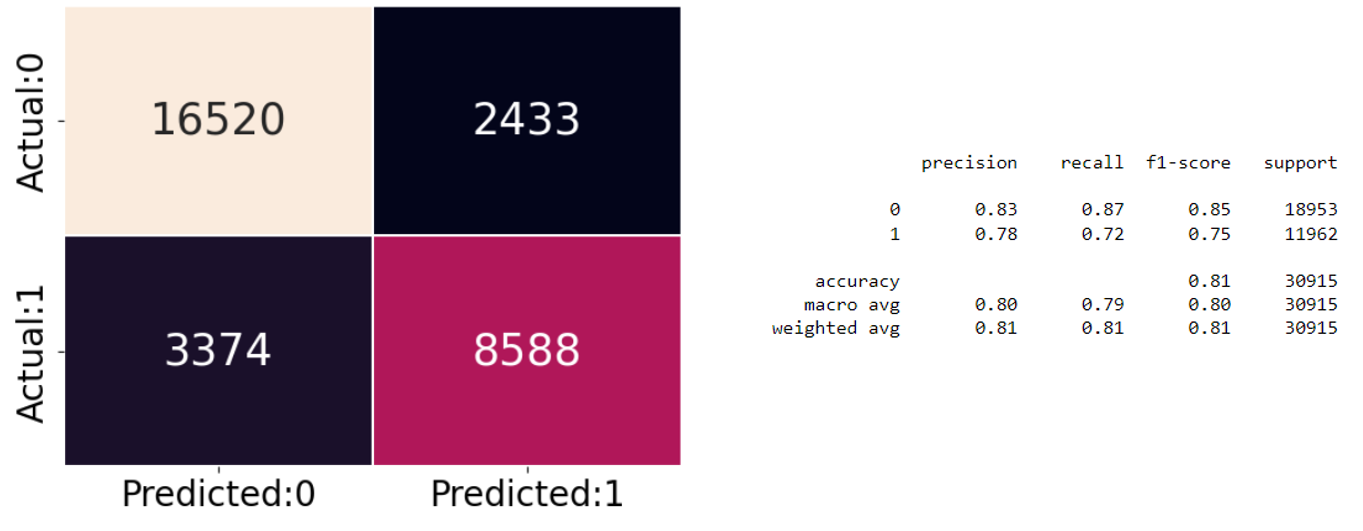 Actual:0
16520 2433
Actual:1
3374 8588
Predicted:0 Predicted:1
precision recall f1-score support
0 0.83 0.87 0.85 18953
1 0.78 0.72 0.75 11962
accuracy 0.81 30915
macro avg 0.80 0.79 0.80 30915
weighted avg 0.81 0.81 0.81 30915